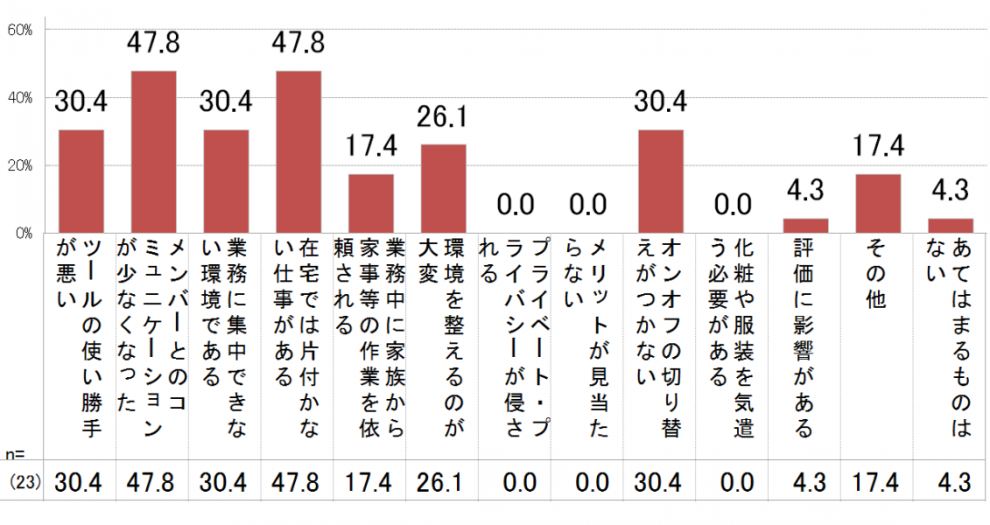 60%
40%
20%
0%
30.4
47.8
30.4
47.8
17.4
26.1
0.0
0.0
30.4
0.0
4.3
17.4
4.3
ツールの使い勝手
が悪い
メンバーとのコ
ミュニケーション
が少なくなった
業務に集中できな
い環境である
在宅では片付かな
い仕事がある
業務中に家族から
家事等の作業を依
頼される
環境を整えるのが
大変
プライベート・プ
ライバシーが侵さ
れる
メリットが見当た
らない
オンオフの切り替
えがつかない
化粧や服装を気遣
う必要がある
評価に影響がある
その他
あてはまるものは
ない
n=
(23) 30.4 47.8 30.4 47.8 17.4 26.1 0.0 0.0 30.4 0.0 4.3 17.4 4.3